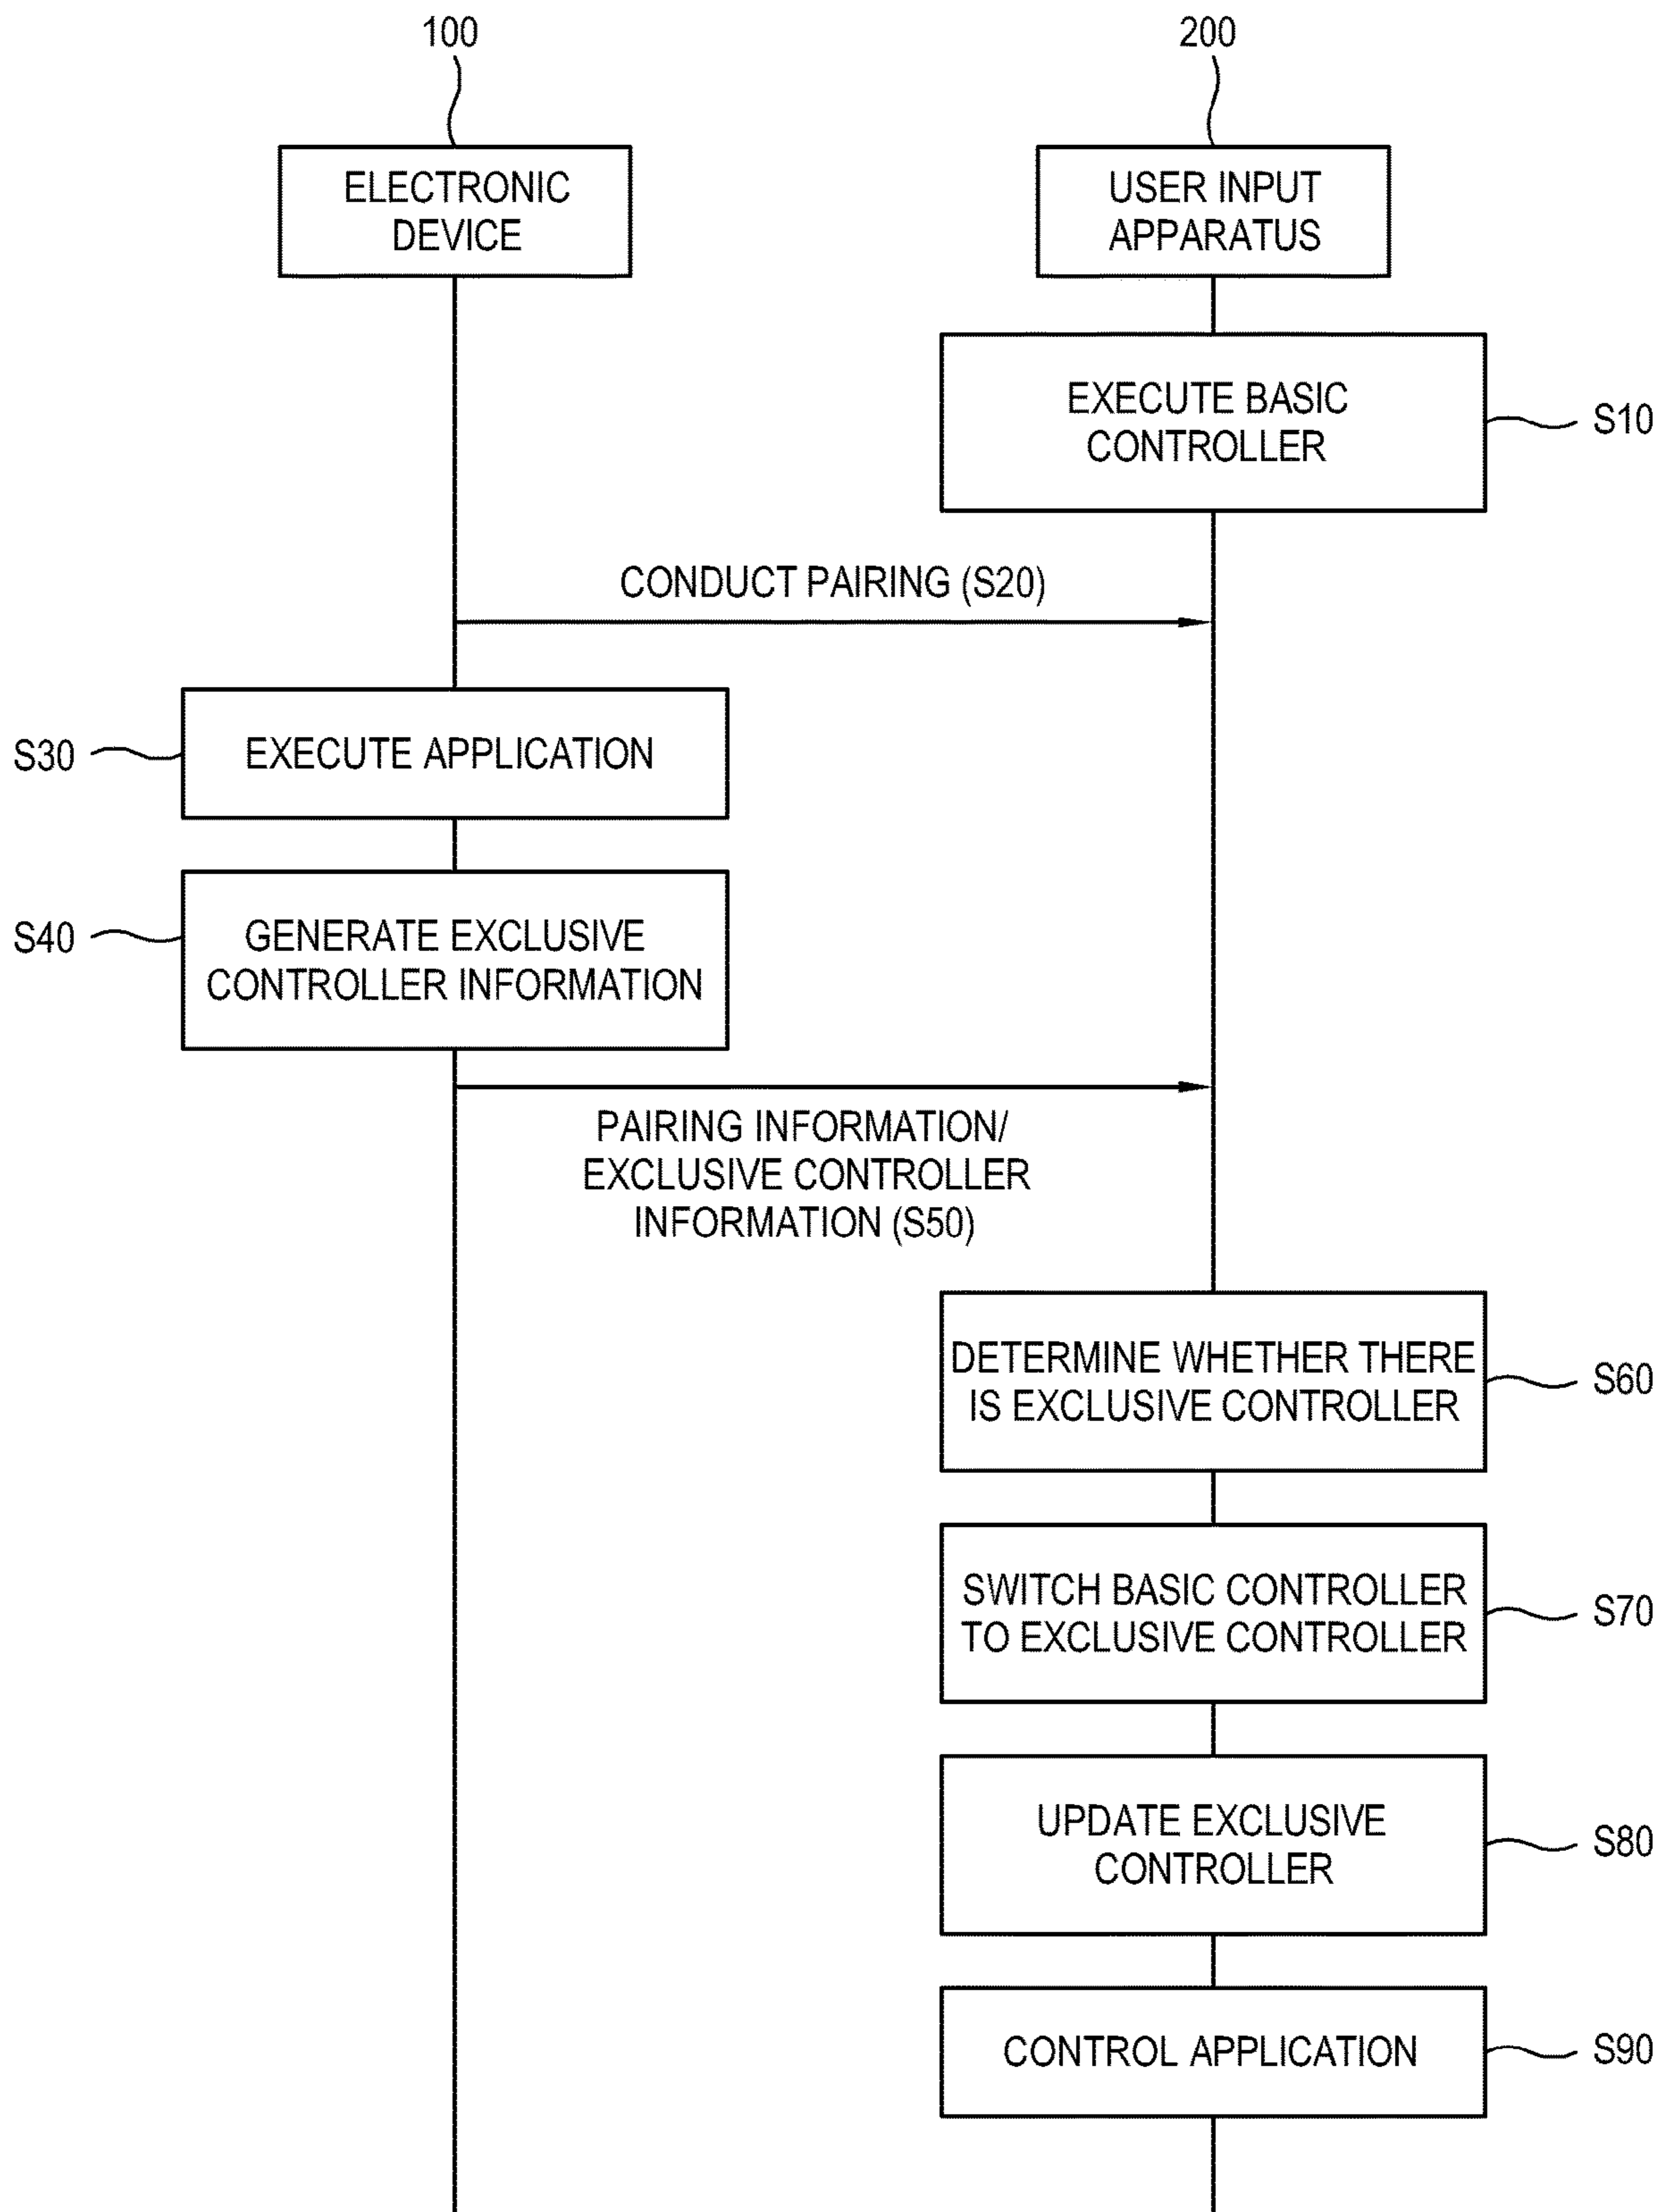 100
200
ELECTRONIC
DEVICE
USER INPUT
APPARATUS
EXECUTE BASIC
CONTROLLER
S10
CONDUCT PAIRING (S20)
S30
EXECUTE APPLICATION
S40
GENERATE EXCLUSIVE
CONTROLLER INFORMATION
PAIRING INFORMATION/
EXCLUSIVE CONTROLLER
INFORMATION (S50)
DETERMINE WHETHER THERE
IS EXCLUSIVE CONTROLLER
S60
SWITCH BASIC CONTROLLER
TO EXCLUSIVE CONTROLLER
S70
UPDATE EXCLUSIVE
CONTROLLER
S80
CONTROL APPLICATION
S90